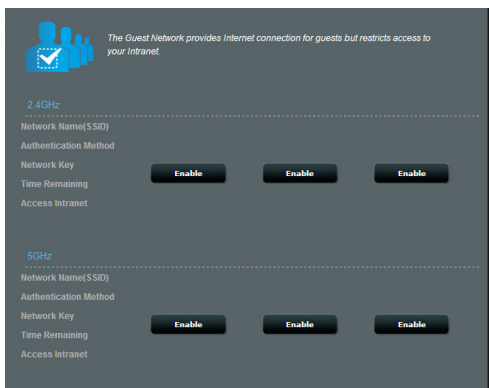 The Guest Network provides Internet connection for guests but restricts access to
your Intranet.
2.4GHz
Network Name(SSID)
Authentication Method
Network Key
Enable Enable Enable
Time Remaining
Access Intranet
5GHz
Network Name(SSID)
Authentication Method
Network Key
Enable Enable Enable
Time Remaining
Access Intranet